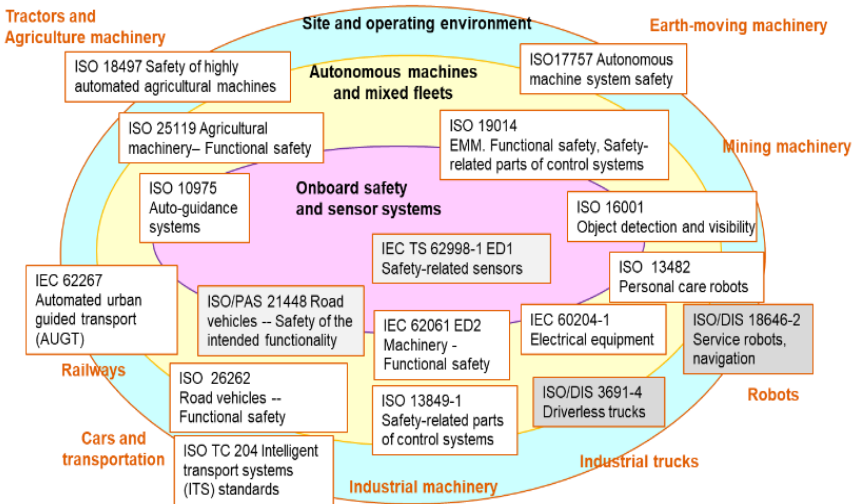 Tractors and
Agriculture machinery
Site and operating environment
Earth-moving machinery
ISO 18497 Safety of highly
automated agricultural machines
Autonomous machines
and mixed fleets
ISO17757 Autonomous
machine system safety
ISO 25119 Agricultural
machinery– Functional safety
ISO 19014
EMM. Functional safety, Safety-
related parts of control systems
Mining machinery
ISO 10975
Auto-guidance
systems
Onboard safety
and sensor systems
ISO 16001
Object detection and visibility
IEC TS 62998-1 ED1
Safety-related sensors
ISO 13482
Personal care robots
IEC 62267
Automated urban
guided transport
(AUGT)
ISO/PAS 21448 Road
vehicles -- Safety of the
intended functionality
IEC 62061 ED2
Machinery -
Functional safety
IEC 60204-1
Electrical equipment
ISO/DIS 18646-2
Service robots,
navigation
Railways
ISO 26262
Road vehicles --
Functional safety
ISO 13849-1
Safety-related parts
of control systems
ISO/DIS 3691-4
Driverless trucks
Robots
Cars and
transportation
ISO TC 204 Intelligent
transport systems
(ITS) standards
Industrial machinery
Industrial trucks